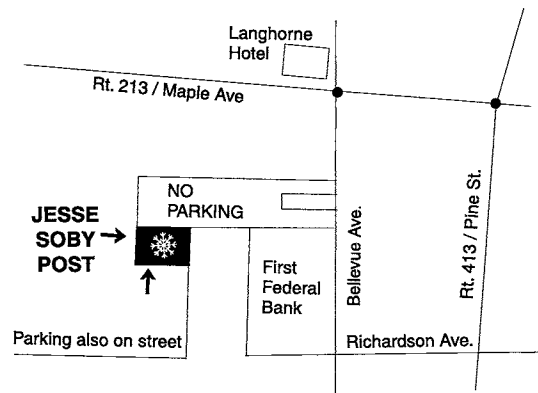 Langhorne
Hotel
Rt. 213 / Maple Ave
NO
PARKING
JESSE
SOBY
POST
First
Federal
Bank
Bellevue Ave.
Rt. 413 / Pine St.
Parking also on street
Richardson Ave.